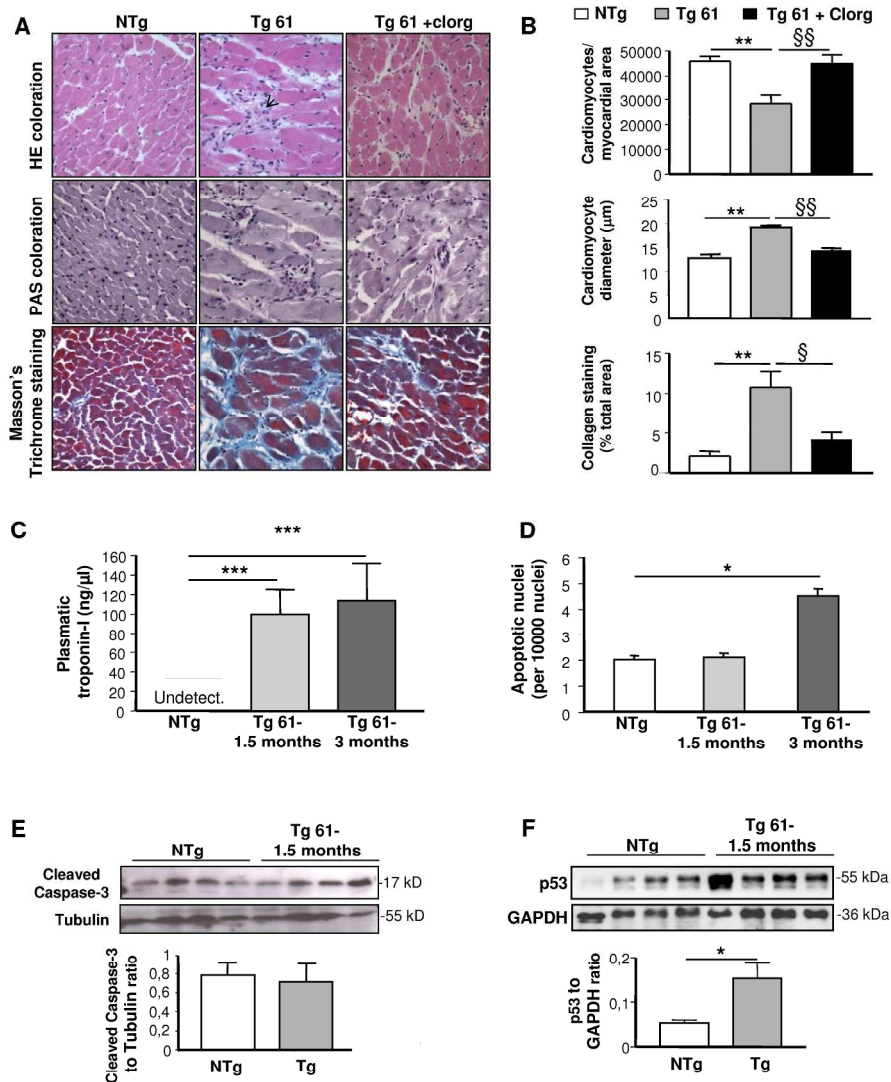 A
NTg
Tg 61
Tg 61 +clorg
HE coloration
PAS coloration
Masson's
Trichrome staining
B
NTg
Tg 61
Tg 61 + Clorg
Cardiomyocytes/
myocardial area
50000
40000
30000
20000
10000
0
**
§§
Cardiomyocyte
diameter (µm)
25
20
15
10
5
0
**
§§
Collagen staining
(% total area)
15
10
5
0
**
§
C
Plasmatic
troponin-I (ng/µl)
160
140
120
100
80
60
40
20
0
***
***
Undetect.
NTg
Tg 61-
1.5 months
Tg 61-
3 months
D
Apoptotic nuclei
(per 10000 nuclei)
6
5
4
3
2
1
0
*
NTg
Tg 61-
1.5 months
Tg 61-
3 months
E
NTg
Tg 61-
1.5 months
Cleaved
Caspase-3
-17 kD
Tubulin
-55 kD
Cleaved Caspase-3
to Tubulin ratio
1
0,8
0,6
0,4
0,2
0
NTg
Tg
F
NTg
Tg 61-
1.5 months
p53
-55 kDa
GAPDH
-36 kDa
p53 to
GAPDH ratio
0,2
0,1
0
*
NTg
Tg